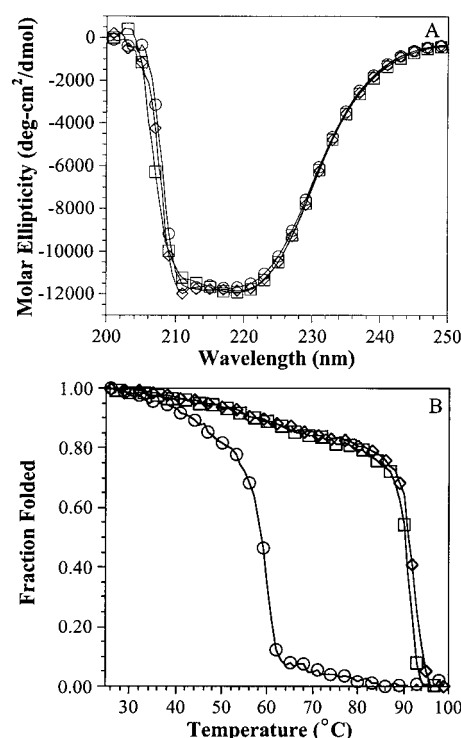 A
Molar Ellipticity (deg-cm²/dmol)
0
-2000
-4000
-6000
-8000
-10000
-12000
200 210 220 230 240 250
Wavelength (nm)
B
Fraction Folded
1.00
0.80
0.60
0.40
0.20
0.00
30 40 50 60 70 80 90 100
Temperature (°C)